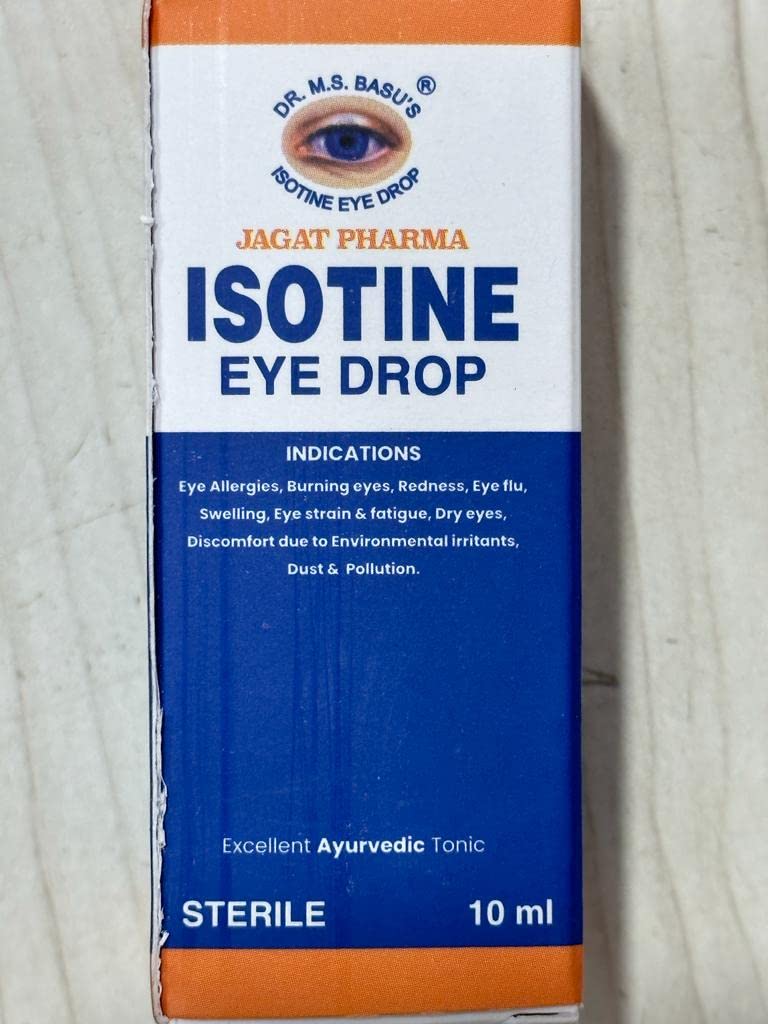 DR. M.S. BASU'S ®
ISOTINE EYE DROP
JAGAT PHARMA
ISOTINE
EYE DROP
INDICATIONS
Eye Allergies, Burning eyes, Redness, Eye flu,
Swelling, Eye strain & fatigue, Dry eyes,
Discomfort due to Environmental irritants,
Dust & Pollution.
Excellent Ayurvedic Tonic
STERILE 10 ml